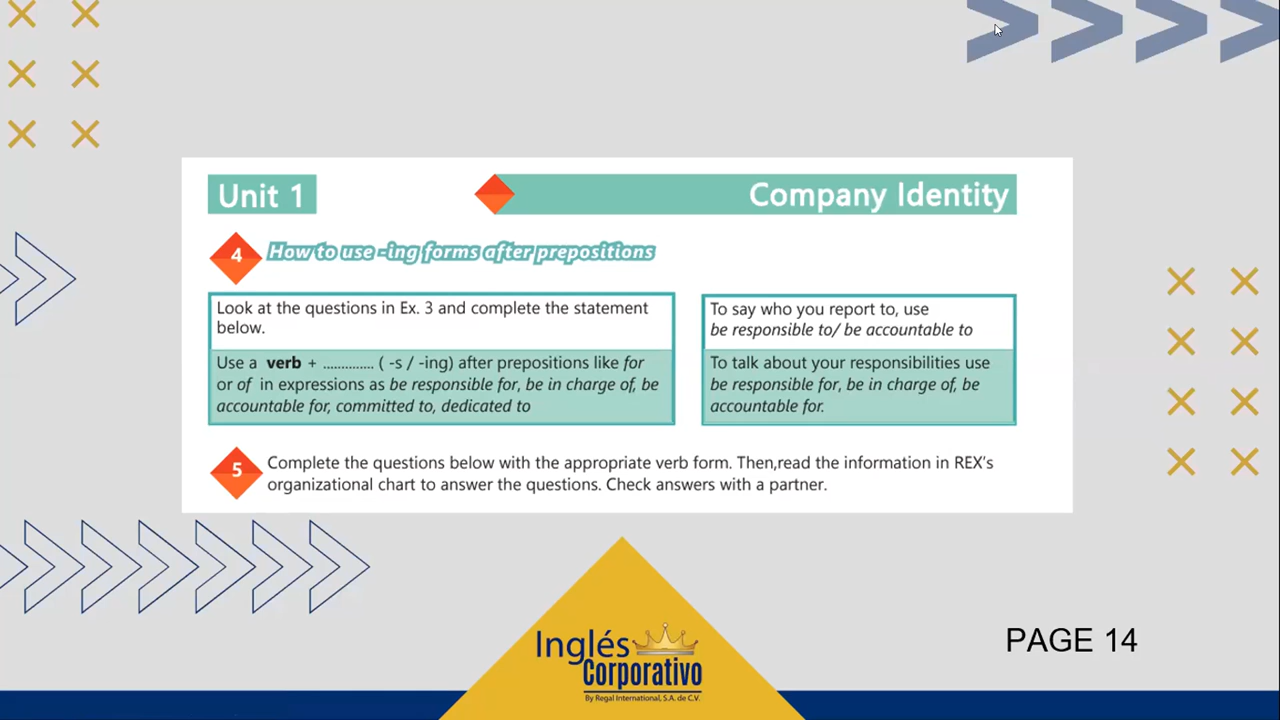 Unit 1
Company Identity
4
How to use -ing forms after prepositions
Look at the questions in Ex. 3 and complete the statement
below.
Use a verb + .............. ( -s / -ing) after prepositions like for
or of in expressions as be responsible for, be in charge of, be
accountable for, committed to, dedicated to
To say who you report to, use
be responsible to/ be accountable to
To talk about your responsibilities use
be responsible for, be in charge of, be
accountable for.
5
Complete the questions below with the appropriate verb form. Then,read the information in REX's
organizational chart to answer the questions. Check answers with a partner.
Inglés
Corporativo
By Regal International, S.A. de C.V.
PAGE 14